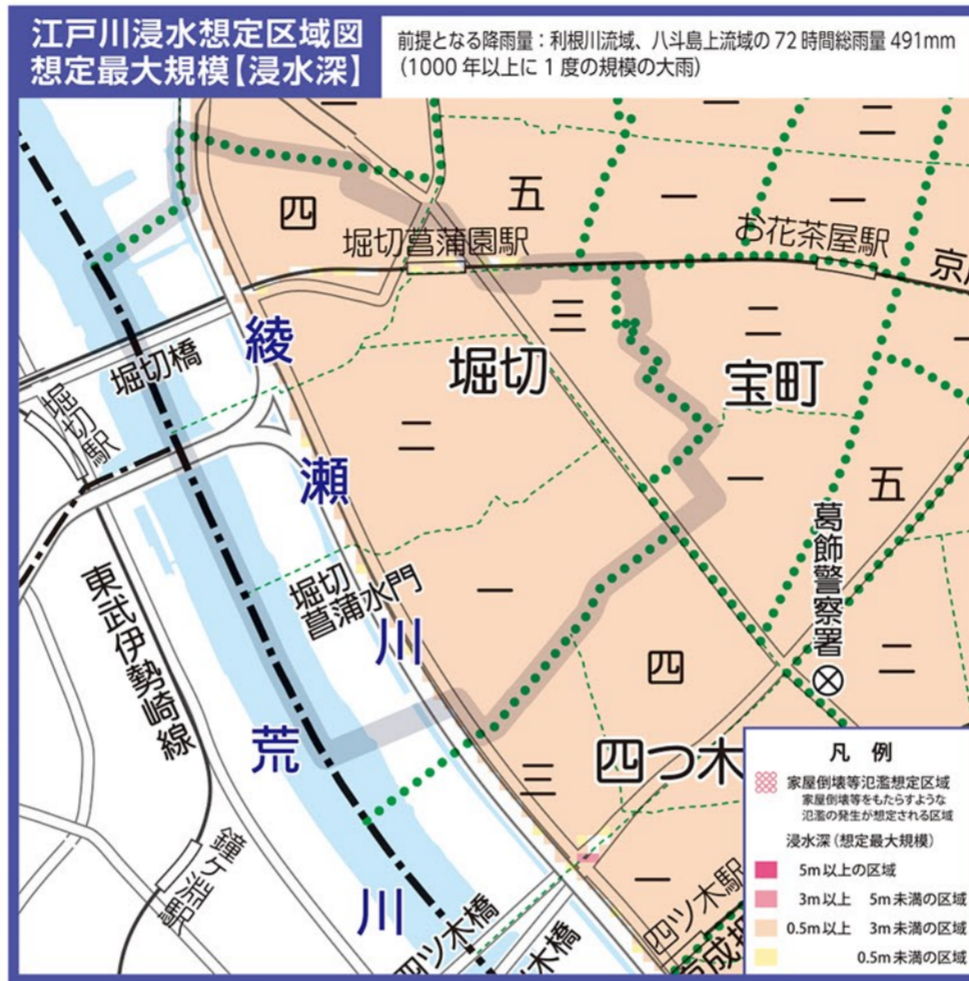 江戸川浸水想定区域図
想定最大規模【浸水深】
前提となる降雨量：利根川流域、八斗島上流域の72時間総雨量 491mm
（1000年以上に1度の規模の大雨）
一
一
二
五
一
一
四
堀切菖蒲園駅
お花茶屋駅
京
三
二
一
綾
瀬
川
堀切橋
堀切
宝町
堀切駅
二
一
五
葛飾警察署
堀切
菖蒲水門
一
東武伊勢崎線
四
二
荒
川
四つ木
三
鐘ケ淵駅
一
四ツ木駅
四ツ木橋
木橋
京成押
凡 例
家屋倒壊等氾濫想定区域
家屋倒壊等をもたらすような
氾濫の発生が想定される区域
浸水深（想定最大規模）
5m以上の区域
3m以上 5m未満の区域
0.5m以上 3m未満の区域
0.5m未満の区域